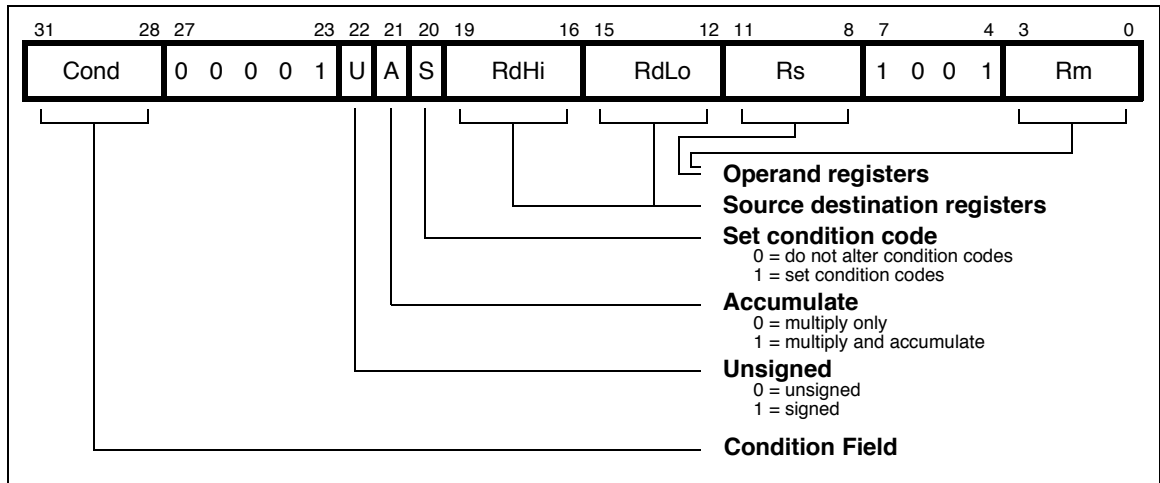 31 28 27 23 22 21 20 19 16 15 12 11 8 7 4 3 0
Cond 0 0 0 0 1 U A S RdHi RdLo Rs 1 0 0 1 Rm
Operand registers
Source destination registers
Set condition code
0 = do not alter condition codes
1 = set condition codes
Accumulate
0 = multiply only
1 = multiply and accumulate
Unsigned
0 = unsigned
1 = signed
Condition Field